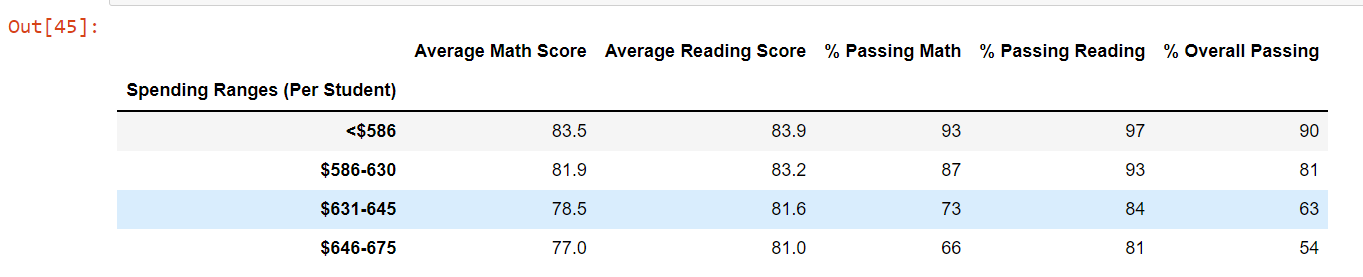 Out[45]:
Average Math Score Average Reading Score % Passing Math % Passing Reading % Overall Passing
Spending Ranges (Per Student)
<$586 83.5 83.9 93 97 90
$586-630 81.9 83.2 87 93 81
$631-645 78.5 81.6 73 84 63
$646-675 77.0 81.0 66 81 54